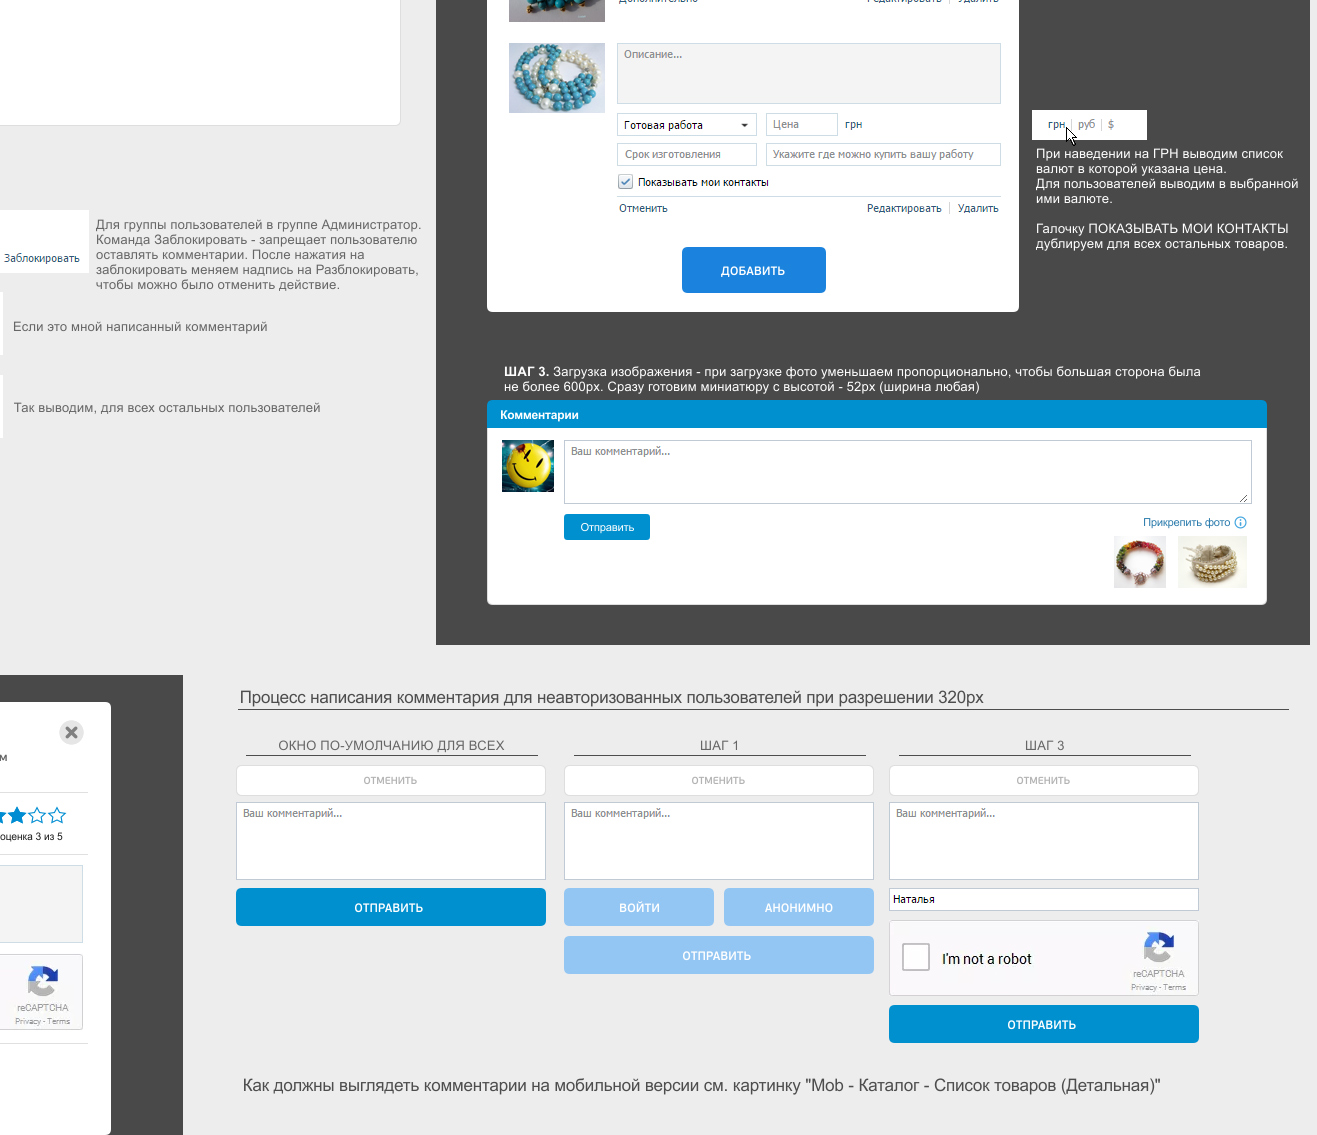 Дополнительно
Редактировать
Удалить
Описание...
Готовая работа
Цена
грн
Срок изготовления
Укажите где можно купить вашу работу
Показывать мои контакты
Отменить
Редактировать
Удалить
ДОБАВИТЬ
грн
руб
$
При наведении на ГРН выводим список
валют в которой указана цена.
Для пользователей выводим в выбранной
ими валюте.
Галочку ПОКАЗЫВАТЬ МОИ КОНТАКТЫ
дублируем для всех остальных товаров.
Заблокировать
Для группы пользователей в группе Администратор.
Команда Заблокировать - запрещает пользователю
оставлять комментарии. После нажатия на
заблокировать меняем надпись на Разблокировать,
чтобы можно было отменить действие.
Если это мной написанный комментарий
Так выводим, для всех остальных пользователей
ШАГ 3. Загрузка изображения - при загрузке фото уменьшаем пропорционально, чтобы большая сторона была
не более 600px. Сразу готовим миниатюру с высотой - 52px (ширина любая)
Комментарии
Ваш комментарий...
Отправить
Прикрепить фото
м
оценка 3 из 5
reCAPTCHA
Privacy - Terms
Процесс написания комментария для неавторизованных пользователей при разрешении 320px
ОКНО ПО-УМОЛЧАНИЮ ДЛЯ ВСЕХ
ОТМЕНИТЬ
Ваш комментарий...
ОТПРАВИТЬ
ШАГ 1
ОТМЕНИТЬ
Ваш комментарий...
ВОЙТИ
АНОНИМНО
ОТПРАВИТЬ
ШАГ 3
ОТМЕНИТЬ
Ваш комментарий...
Наталья
I'm not a robot
reCAPTCHA
Privacy - Terms
ОТПРАВИТЬ
Как должны выглядеть комментарии на мобильной версии см. картинку "Mob - Каталог - Список товаров (Детальная)"